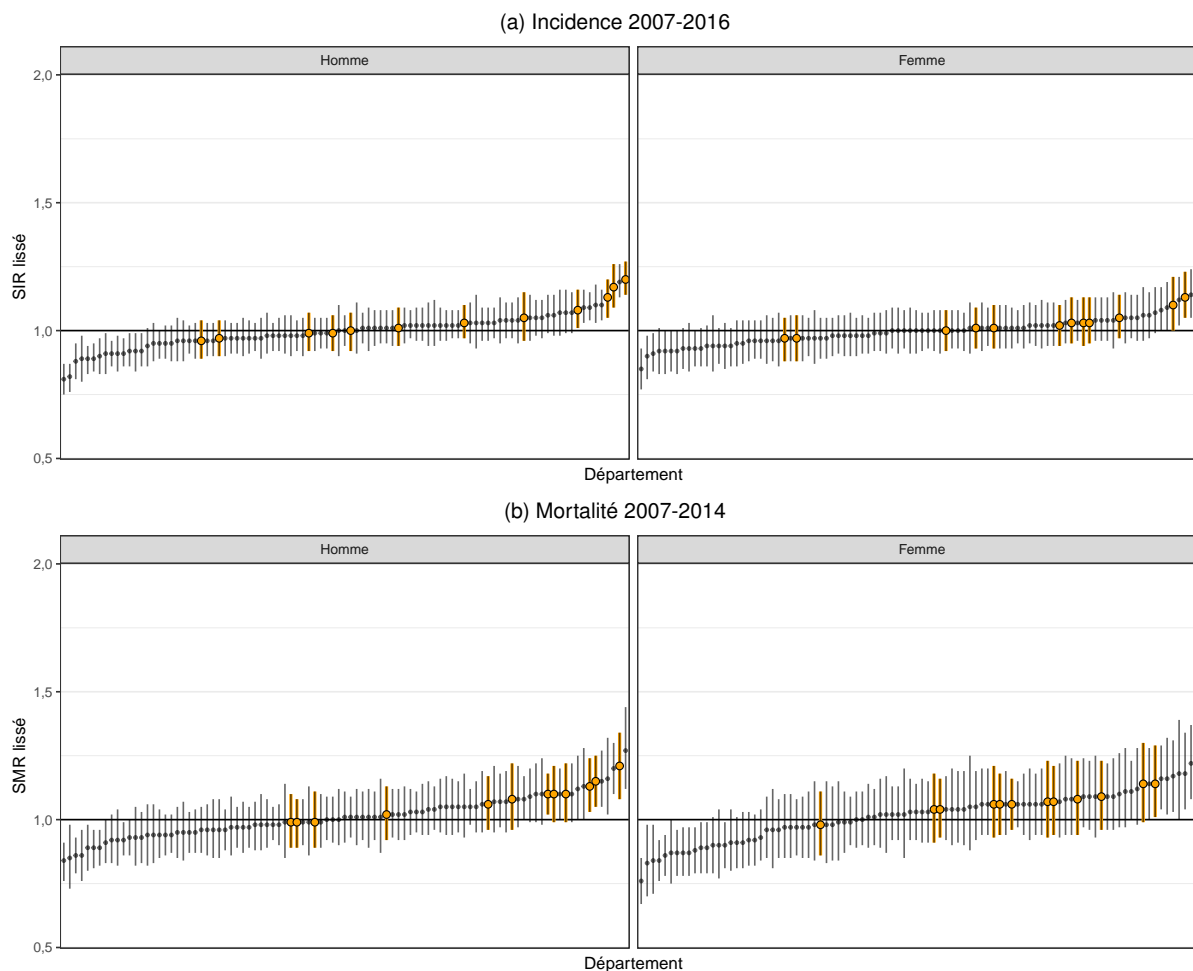 (a) Incidence 2007-2016
Homme
Femme
2,0
1,5
1,0
0,5
SIR lissé
Département
(b) Mortalité 2007-2014
Homme
Femme
2,0
1,5
1,0
0,5
SMR lissé
Département